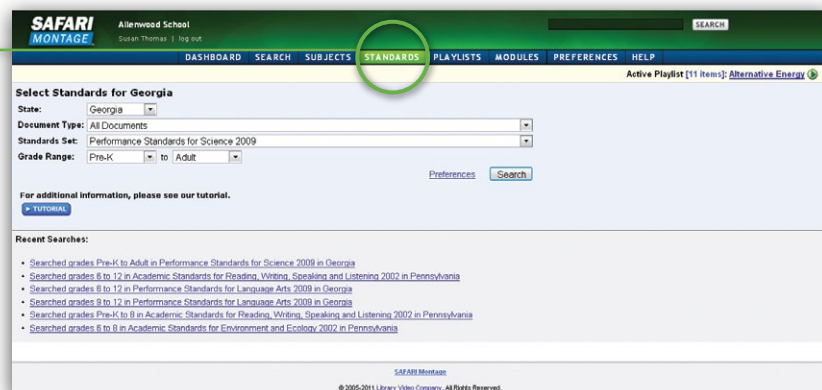 SAFARI MONTAGE
Allenwood School
Susan Thomas | log out
SEARCH
DASHBOARD SEARCH SUBJECTS STANDARDS PLAYLISTS MODULES PREFERENCES HELP
Active Playlist [11 items]: Alternative Energy
Select Standards for Georgia
State: Georgia
Document Type: All Documents
Standards Set: Performance Standards for Science 2009
Grade Range: Pre-K to Adult
Preferences Search
For additional information, please see our tutorial.
TUTORIAL
Recent Searches:
• Searched grades Pre-K to Adult in Performance Standards for Science 2009 in Georgia
• Searched grades 6 to 12 in Academic Standards for Reading, Writing, Speaking and Listening 2002 in Pennsylvania
• Searched grades 6 to 12 in Performance Standards for Language Arts 2009 in Georgia
• Searched grades 9 to 12 in Performance Standards for Language Arts 2009 in Georgia
• Searched grades Pre-K to 8 in Academic Standards for Reading, Writing, Speaking and Listening 2002 in Pennsylvania
• Searched grades 6 to 8 in Academic Standards for Environment and Ecology 2002 in Pennsylvania
SAFARI Montage
© 2005-2011 Library Video Company. All Rights Reserved.